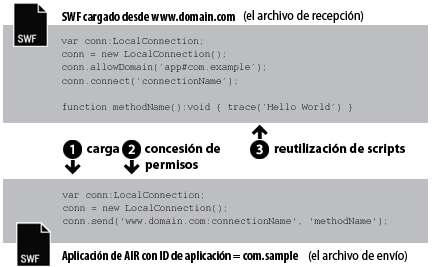 SWF cargado desde www.domain.com (el archivo de recepción)
SWF
var conn:LocalConnection;
conn = new LocalConnection();
conn.allowDomain('app#com.example');
conn.connect('connectionName');
function methodName():void { trace('Hello World') }
1 carga 2 concesión de permisos 3 reutilización de scripts
var conn:LocalConnection;
conn = new LocalConnection();
conn.send('www.domain.com:connectionName', 'methodName');
SWF
Aplicación de AIR con ID de aplicación = com.sample (el archivo de envío)